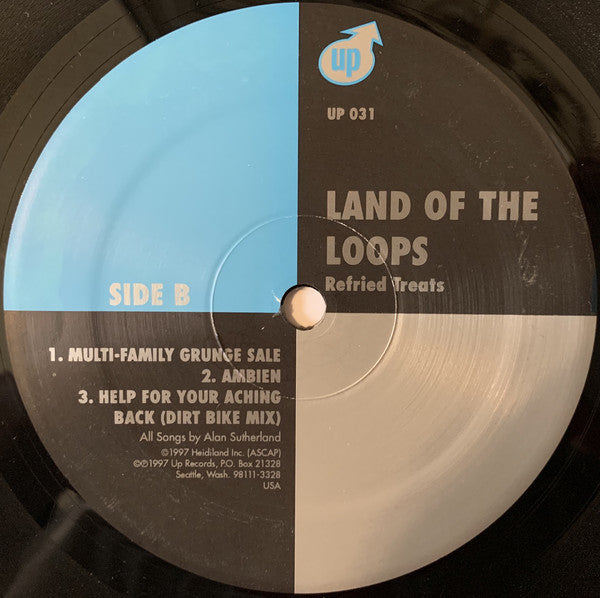 up
UP 031
LAND OF THE
LOOPS
Refried Treats
SIDE B
1. MULTI-FAMILY GRUNGE SALE
2. AMBIEN
3. HELP FOR YOUR ACHING
BACK (DIRT BIKE MIX)
All Songs by Alan Sutherland
©1997 Heidiland Inc. (ASCAP)
©℗1997 Up Records, P.O. Box 21328
Seattle, Wash. 98111-3328
USA